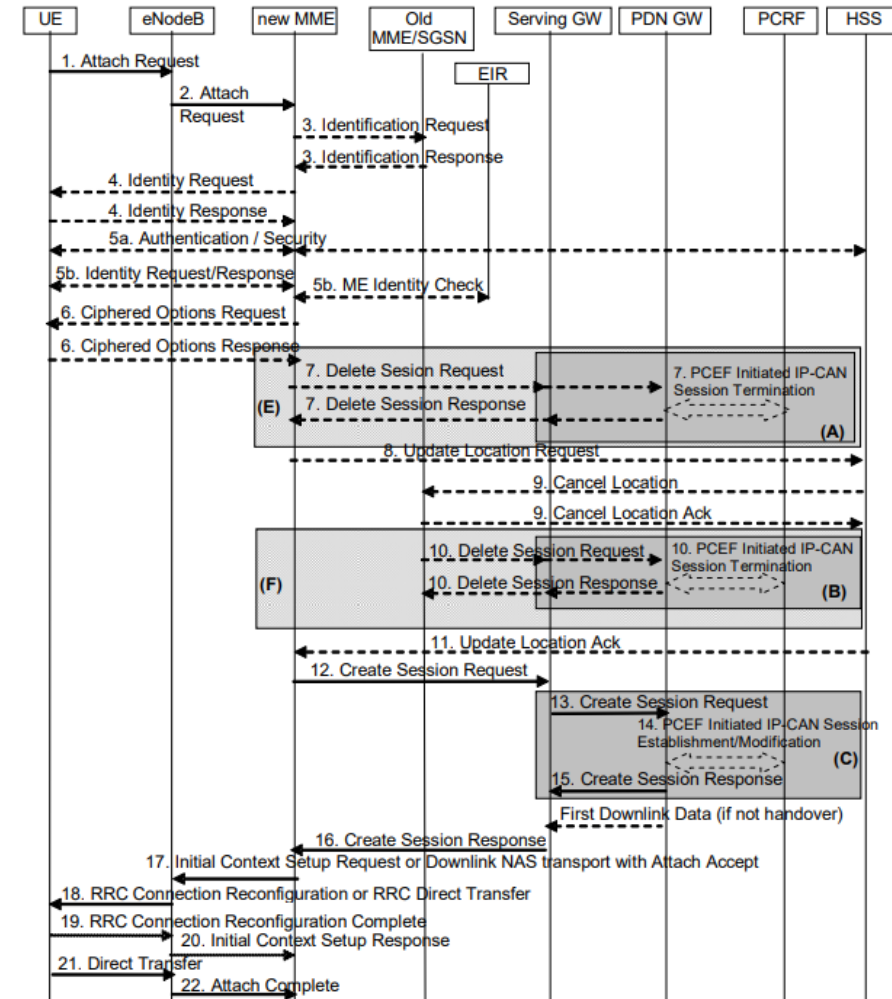 UE
eNodeB
new MME
Old
MME/SGSN
Serving GW
PDN GW
PCRF
HSS
EIR
1. Attach Request
2. Attach
Request
3. Identification Request
3. Identification Response
4. Identity Request
4. Identity Response
5a. Authentication / Security
5b. Identity Request/Response
5b. ME Identity Check
6. Ciphered Options Request
6. Ciphered Options Response
7. Delete Sesion Request
7. PCEF Initiated IP-CAN
Session Termination
(E)
7. Delete Session Response
(A)
8. Update Location Request
9. Cancel Location
9. Cancel Location Ack
10. Delete Session Request
10. PCEF Initiated IP-CAN
Session Termination
(F)
10. Delete Session Response
(B)
11. Update Location Ack
12. Create Session Request
13. Create Session Request
14. PCEF Initiated IP-CAN Session
Establishment/Modification
(C)
15. Create Session Response
First Downlink Data (if not handover)
16. Create Session Response
17. Initial Context Setup Request or Downlink NAS transport with Attach Accept
18. RRC Connection Reconfiguration or RRC Direct Transfer
19. RRC Connection Reconfiguration Complete
20. Initial Context Setup Response
21. Direct Transfer
22. Attach Complete